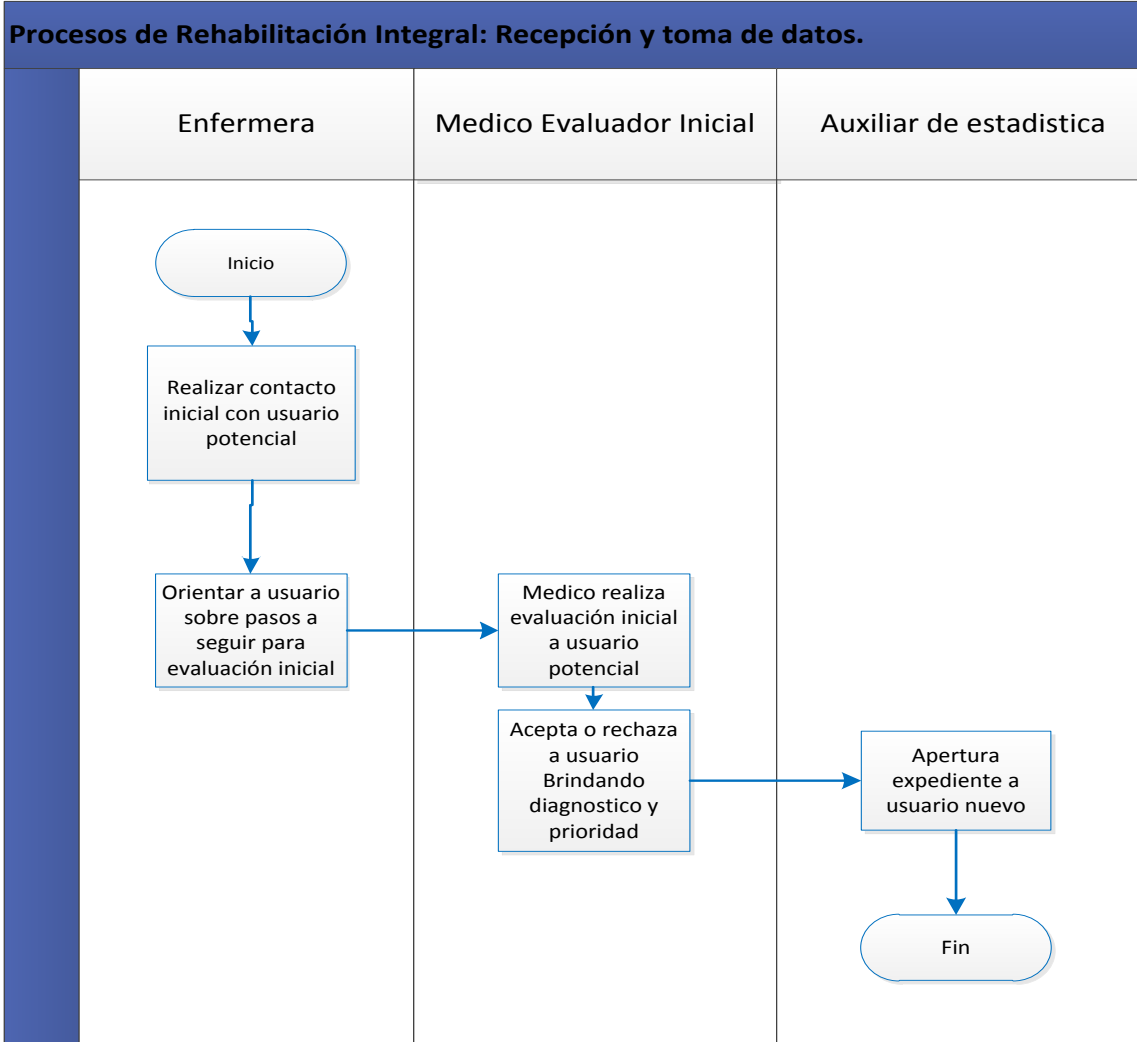 Procesos de Rehabilitación Integral: Recepción y toma de datos.
Enfermera
Medico Evaluador Inicial
Auxiliar de estadistica
Inicio
Realizar contacto
inicial con usuario
potencial
Orientar a usuario
sobre pasos a
seguir para
evaluación inicial
Medico realiza
evaluación inicial
a usuario
potencial
Acepta o rechaza
a usuario
Brindando
diagnostico y
prioridad
Apertura
expediente a
usuario nuevo
Fin